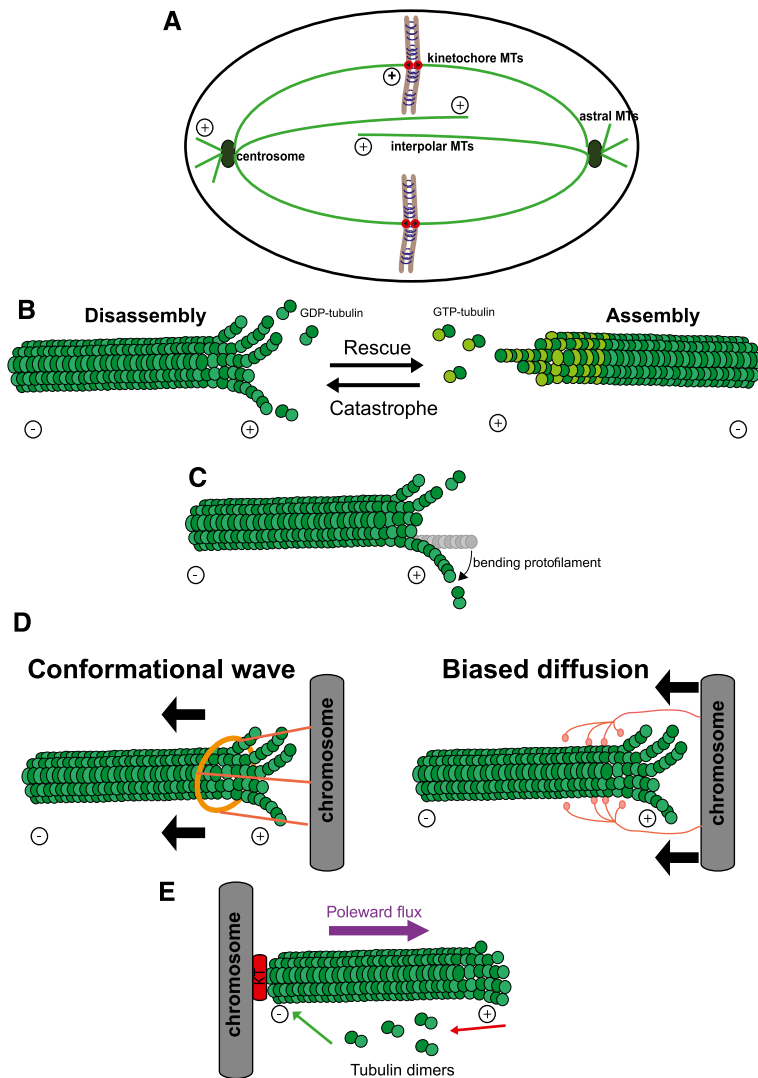 A
kinetochore MTs
+
+
+
astral MTs
+
interpolar MTs
centrosome
B
Disassembly
GDP-tubulin
GTP-tubulin
Assembly
Rescue
Catastrophe
-
+
+
-
C
bending protofilament
-
+
D
Conformational wave
Biased diffusion
chromosome
chromosome
-
+
-
+
E
chromosome
Poleward flux
KT
-
+
Tubulin dimers